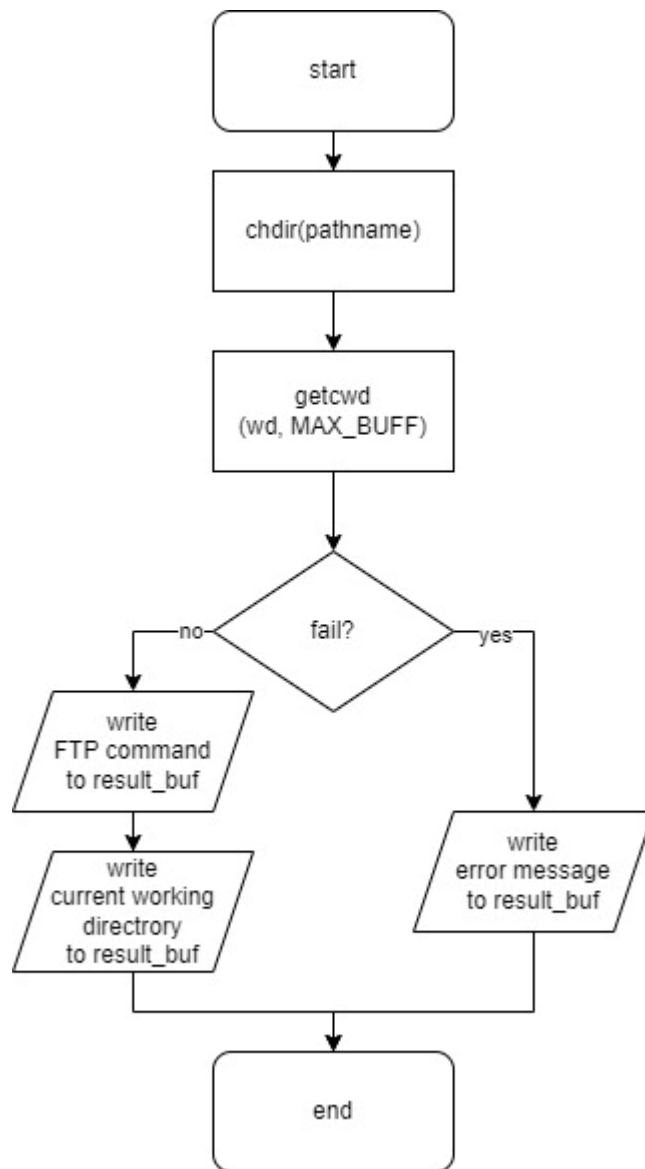 start
chdir(pathname)
getcwd
(wd, MAX_BUFF)
fail?
no
yes
write
FTP command
to result_buf
write
current working
directrory
to result_buf
write
error message
to result_buf
end